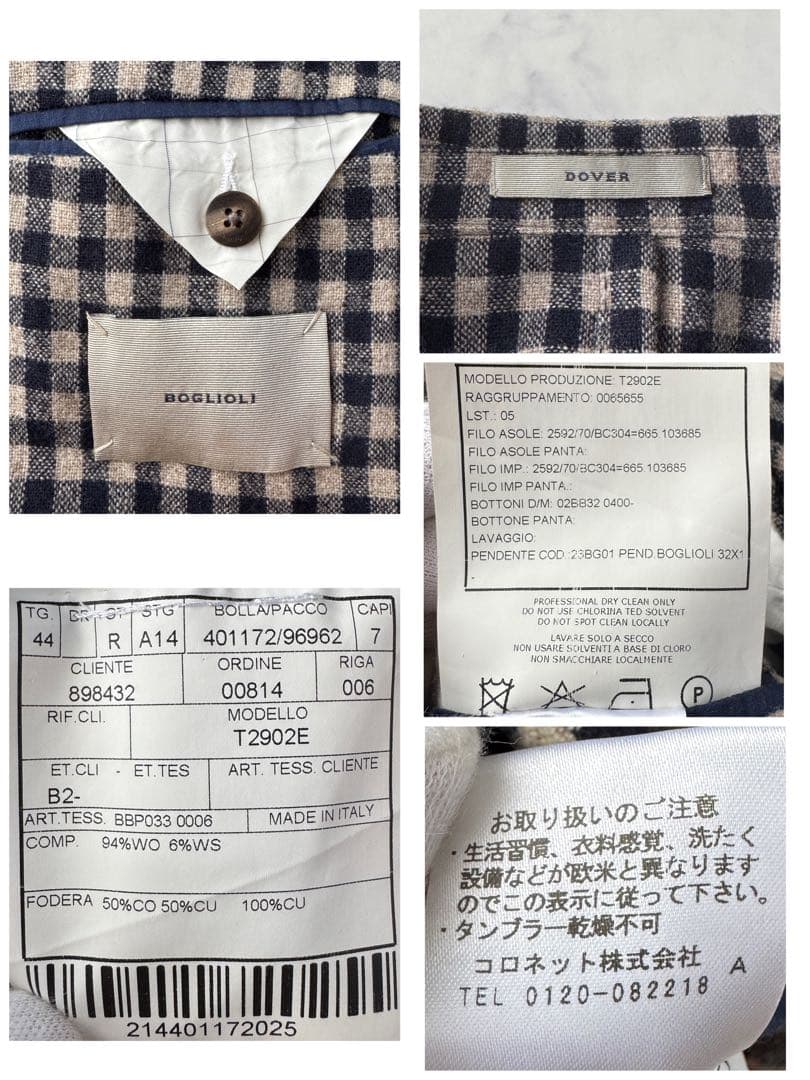 DOVER
BOGLIOLI
MODELLO PRODUZIONE: T2902E
RAGGRUPPAMENTO: 0065655
LST.: 05
FILO ASOLE: 2592/70/BC304=665.103685
FILO ASOLE PANTA:
FILO IMP.: 2592/70/BC304=665.103685
FILO IMP PANTA.:
BOTTONI D/M: 02BB32 0400-
BOTTONE PANTA:
LAVAGGIO:
PENDENTE COD.:23BG01 PEND.BOGLIOLI 32X1
PROFESSIONAL DRY CLEAN ONLY
DO NOT USE CHLORINATED SOLVENT
DO NOT SPOT CLEAN LOCALLY
LAVARE SOLO A SECCO
NON USARE SOLVENTI A BASE DI CLORO
NON SMACCHIARE LOCALMENTE
P
TG. DR ST STG BOLLA/PACCO CAPI
44 R A14 401172/96962 7
CLIENTE ORDINE RIGA
898432 00814 006
RIF.CLI. MODELLO
T2902E
ET.CLI - ET.TES ART. TESS. CLIENTE
B2-
ART.TESS. BBP033 0006 MADE IN ITALY
COMP. 94%WO 6%WS
FODERA 50%CO 50%CU 100%CU
214401172025
お取り扱いのご注意
・生活習慣、衣料感覚、洗たく
設備などが欧米と異なります
のでこの表示に従って下さい。
・タンブラー乾燥不可
コロネット株式会社 A
TEL 0120-082218